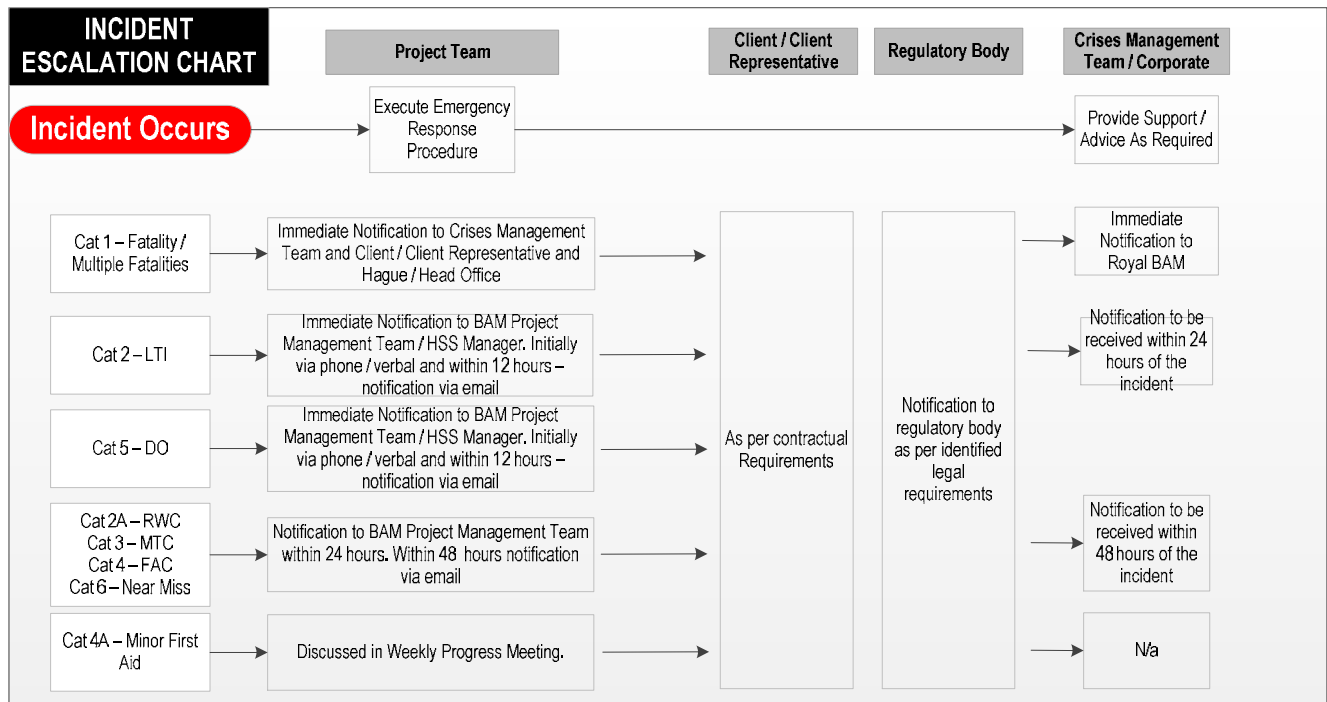 INCIDENT
ESCALATION CHART
Project Team
Client / Client
Representative
Regulatory Body
Crises Management
Team / Corporate
Incident Occurs
Execute Emergency
Response
Procedure
Provide Support /
Advice As Required
Cat 1 – Fatality /
Multiple Fatalities
Immediate Notification to Crises Management
Team and Client / Client Representative and
Hague / Head Office
Immediate
Notification to
Royal BAM
Cat 2 – LTI
Immediate Notification to BAM Project
Management Team / HSS Manager. Initially
via phone / verbal and within 12 hours –
notification via email
Notification to be
received within 24
hours of the
incident
Cat 5 – DO
Immediate Notification to BAM Project
Management Team / HSS Manager. Initially
via phone / verbal and within 12 hours –
notification via email
As per contractual
Requirements
Notification to
regulatory body
as per identified
legal
requirements
Cat 2A – RWC
Cat 3 – MTC
Cat 4 – FAC
Cat 6 – Near Miss
Notification to BAM Project Management Team
within 24 hours. Within 48 hours notification
via email
Notification to be
received within
48 hours of the
incident
Cat 4A – Minor First
Aid
Discussed in Weekly Progress Meeting.
N/a